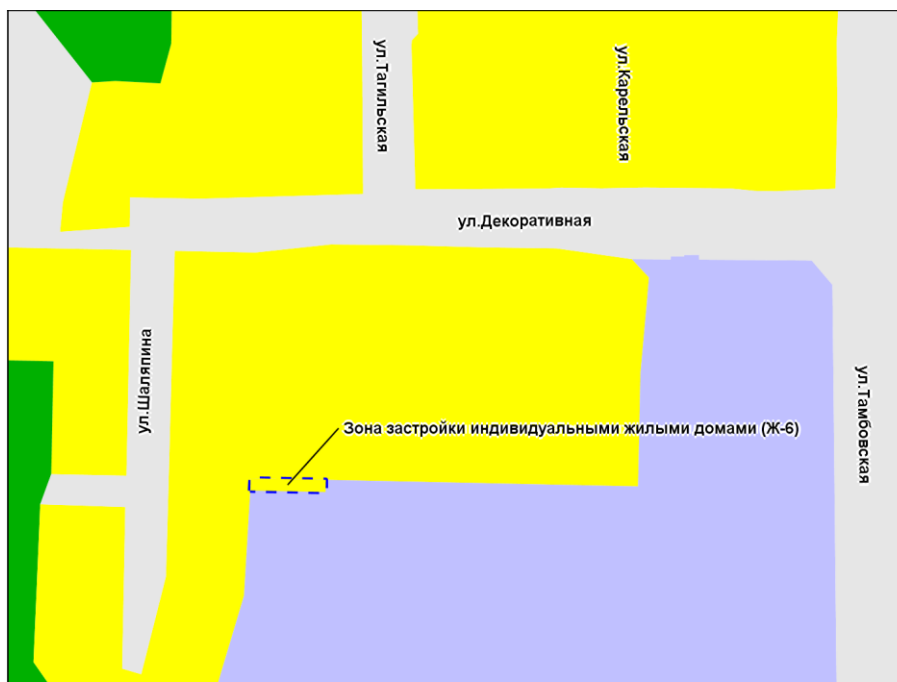 ул.Тагильская
ул.Карельская
ул.Декоративная
ул.Шаляпина
ул.Тамбовская
Зона застройки индивидуальными жилыми домами (Ж-6)